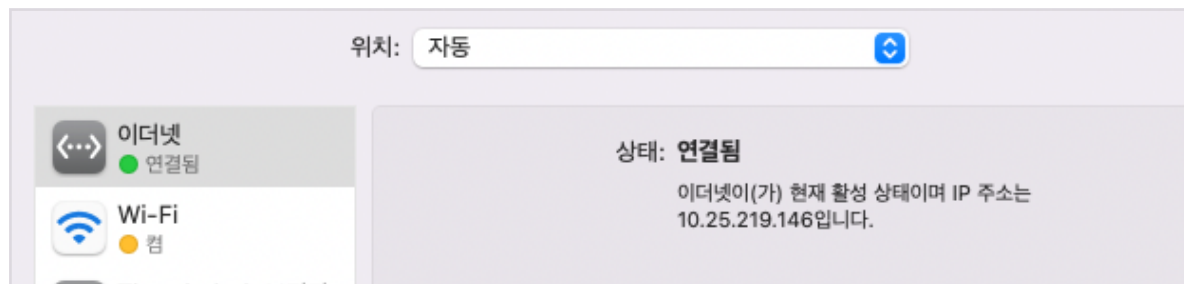 위치: 자동
이더넷
연결됨
Wi-Fi
켬
상태: 연결됨
이더넷이(가) 현재 활성 상태이며 IP 주소는
10.25.219.146입니다.